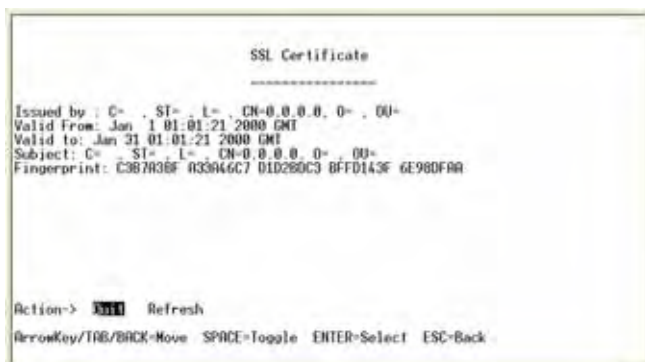 SSL Certificate
----------------
Issued by : C= , ST= , L= , CN=0.0.0.0, O= , OU=
Valid From: Jan 1 01:01:21 2000 GMT
Valid to: Jan 31 01:01:21 2000 GMT
Subject: C= , ST= , L= , CN=0.0.0.0, O= , OU=
Fingerprint: C3B7A3BF A33A46C7 D1D28DC3 BFFD143F 6E98DFAA
Action-> Quit Refresh
ArrowKey/TAB/BACK=Move SPACE=Toggle ENTER=Select ESC=Back